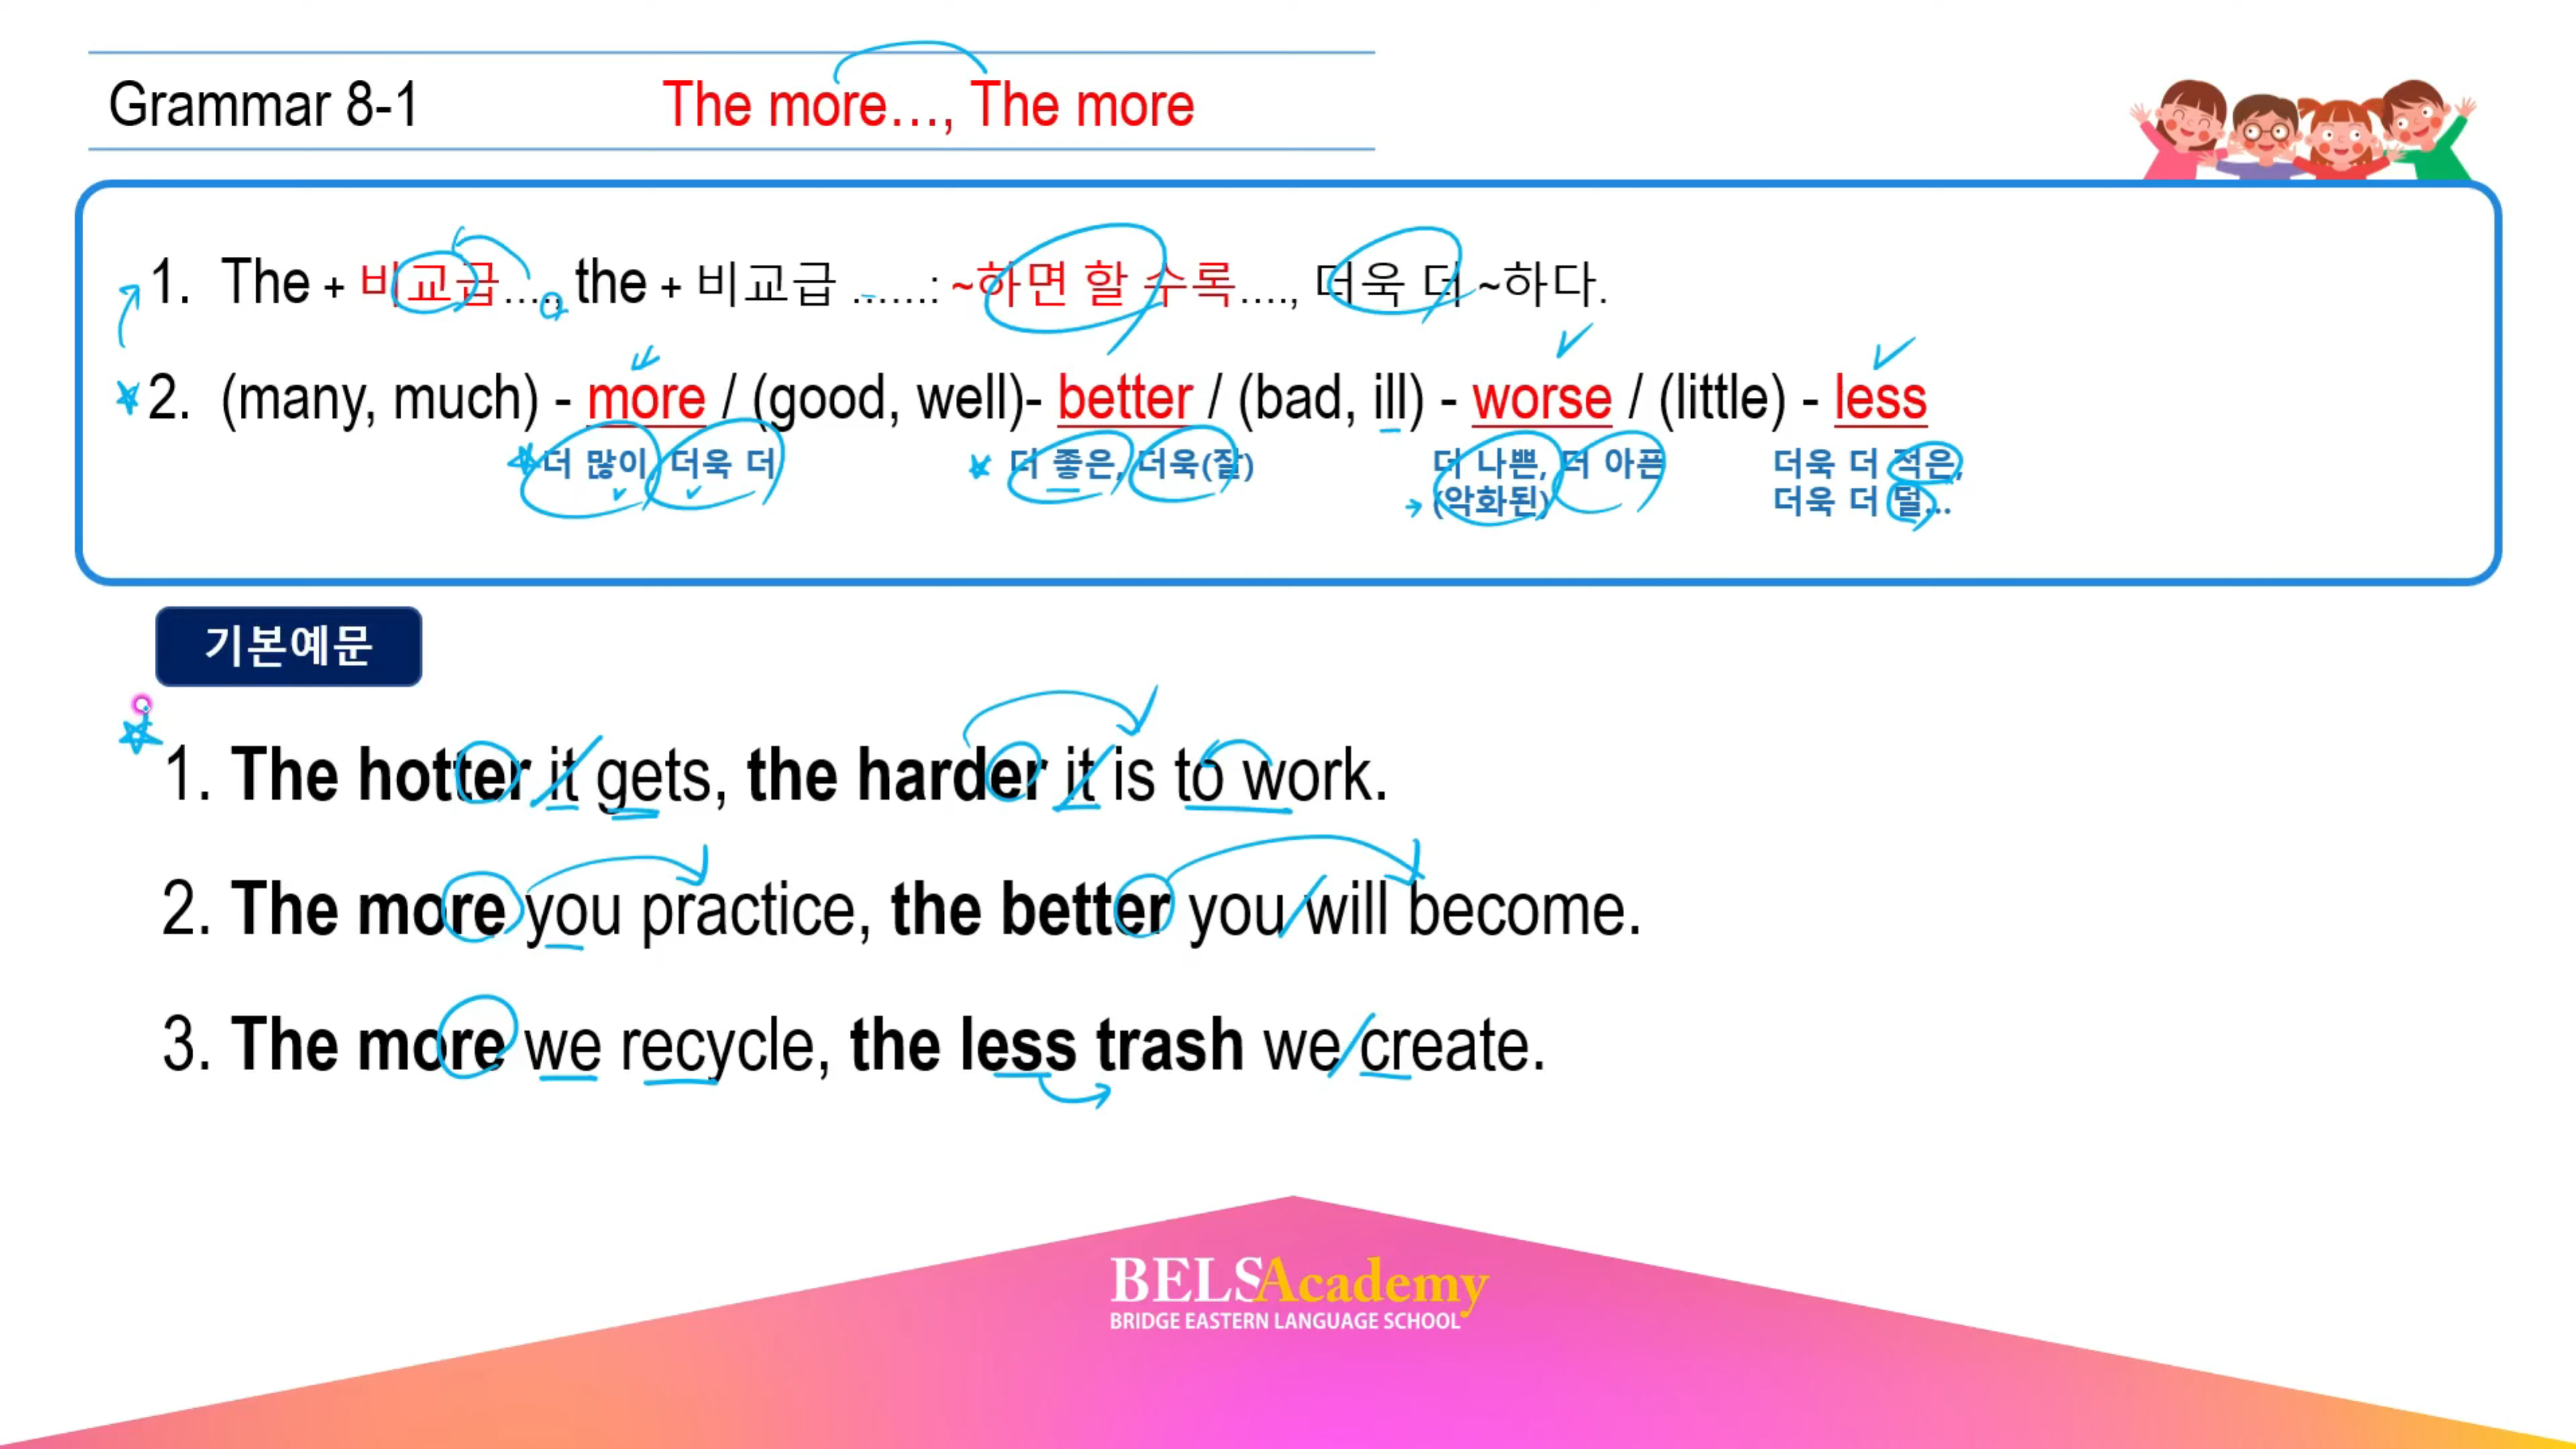 Grammar 8-1 The more…, The more
1. The + 비교급…., the + 비교급 ……: ~하면 할 수록…., 더욱 더 ~하다.
2. (many, much) - more / (good, well)- better / (bad, ill) - worse / (little) - less
더 많이, 더욱 더 더 좋은, 더욱(잘) 더 나쁜, 더 아픈 더욱 더 적은,
(악화된) 더욱 더 덜…
기본예문
1. The hotter it gets, the harder it is to work.
2. The more you practice, the better you will become.
3. The more we recycle, the less trash we create.
BELSAcademy
BRIDGE EASTERN LANGUAGE SCHOOL